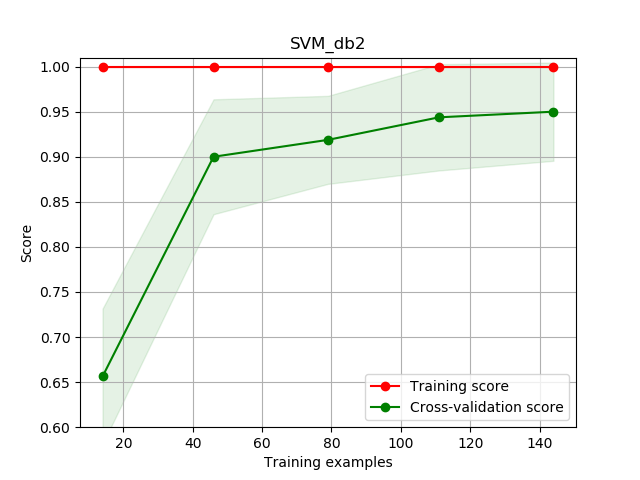 SVM_db2
1.00
0.95
0.90
0.85
0.80
0.75
0.70
0.65
0.60
Score
20 40 60 80 100 120 140
Training examples
Training score
Cross-validation score